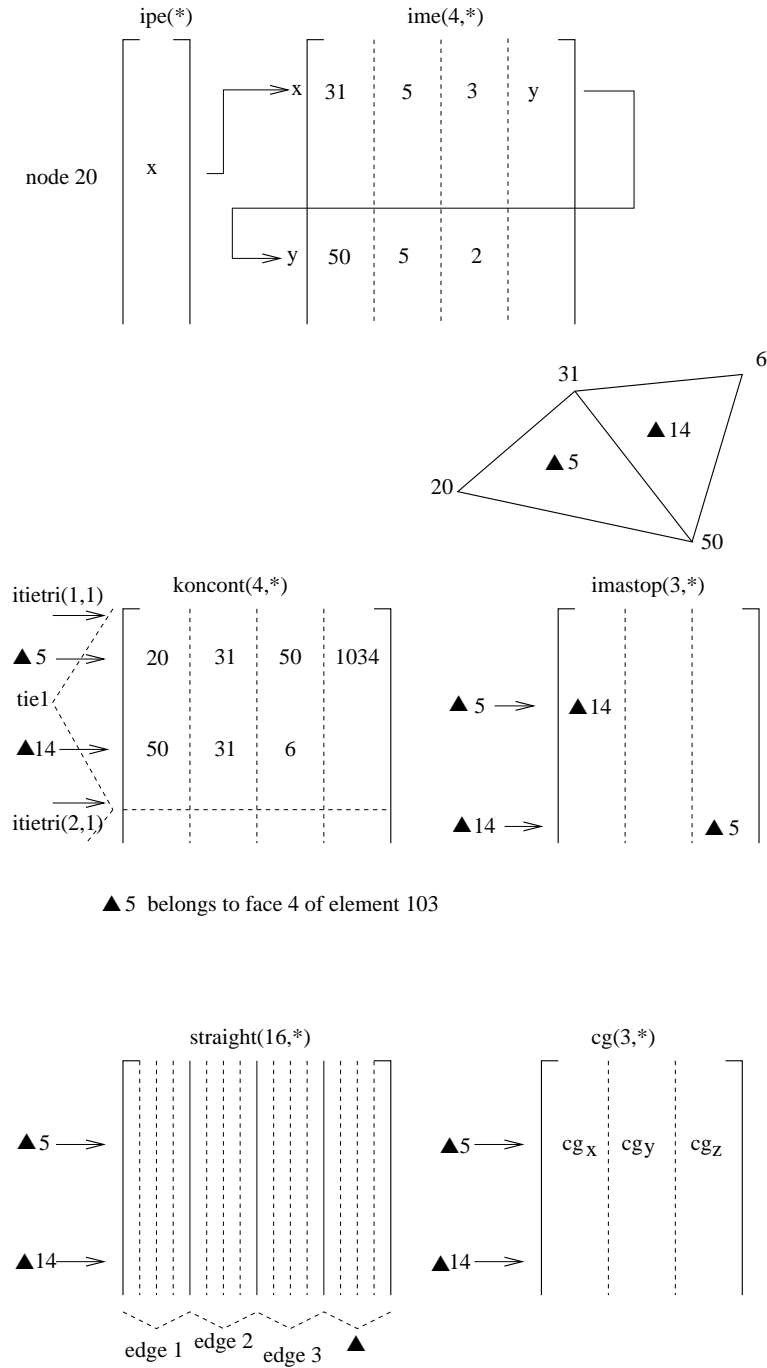 ipe(*) ime(4,*)
x 31 5 3 y
node 20 x
y 50 5 2
31 6
▲14
▲5
20
50
itietri(1,1) koncont(4,*) imastop(3,*)
▲5 20 31 50 1034
tie1 ▲5 ▲14
▲14 50 31 6
itietri(2,1) ▲14 ▲5
▲5 belongs to face 4 of element 103
straight(16,*) cg(3,*)
▲5 ▲5 cg x cg y cg z
▲14 ▲14
edge 1 edge 2 edge 3 ▲